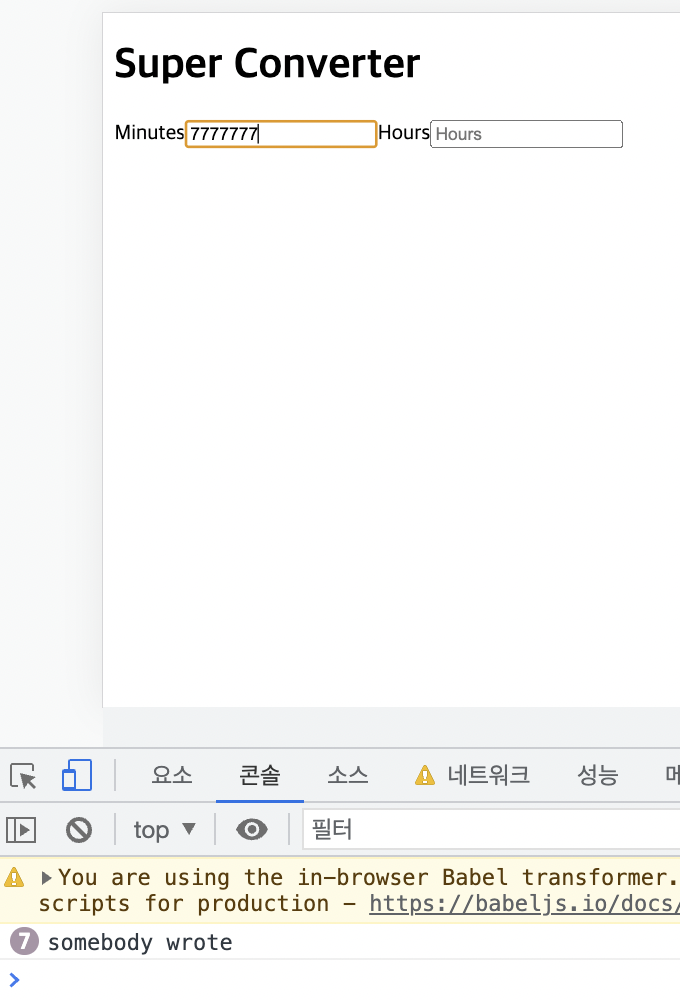 Super Converter
Minutes 7777777 Hours Hours
요소 콘솔 소스 네트워크 성능
top 필터
You are using the in-browser Babel transformer.
scripts for production – https://babeljs.io/docs/
7 somebody wrote